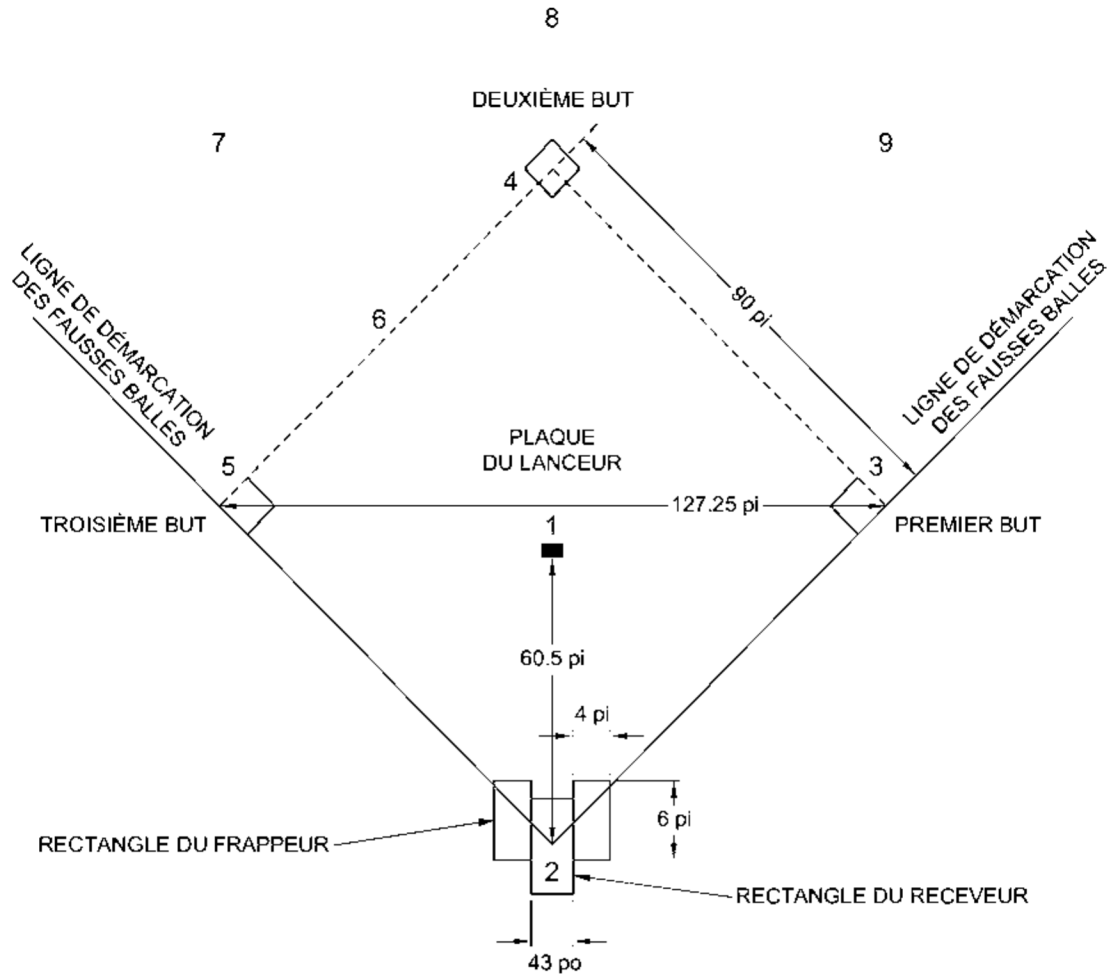 8
DEUXIÈME BUT
7
9
4
90 pi
LIGNE DE DÉMARCATION
DES FAUSSES BALLES
6
LIGNE DE DÉMARCATION
DES FAUSSES BALLES
PLAQUE
DU LANCEUR
5
3
127.25 pi
TROISIÈME BUT
1
PREMIER BUT
60.5 pi
4 pi
6 pi
RECTANGLE DU FRAPPEUR
2
RECTANGLE DU RECEVEUR
43 po